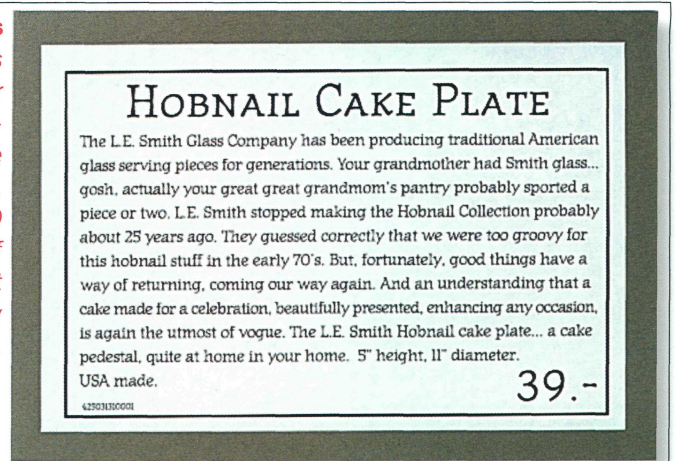 HOBNAIL CAKE PLATE
The L.E. Smith Glass Company has been producing traditional American
glass serving pieces for generations. Your grandmother had Smith glass...
gosh, actually your great great grandmom's pantry probably sported a
piece or two. L.E. Smith stopped making the Hobnail Collection probably
about 25 years ago. They guessed correctly that we were too groovy for
this hobnail stuff in the early 70's. But, fortunately, good things have a
way of returning, coming our way again. And an understanding that a
cake made for a celebration, beautifully presented, enhancing any occasion,
is again the utmost of vogue. The L.E. Smith Hobnail cake plate... a cake
pedestal, quite at home in your home. 5" height, 11" diameter.
USA made.
39.-